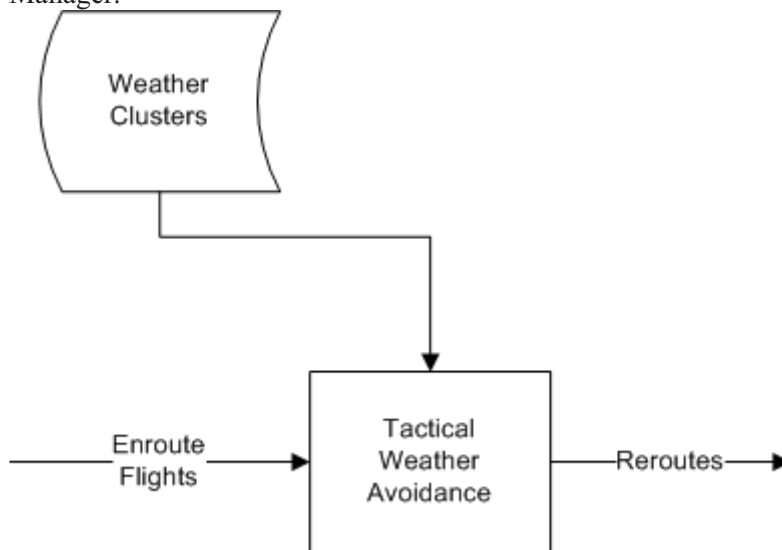 Manager.
Weather
Clusters
Enroute
Flights
Tactical
Weather
Avoidance
Reroutes